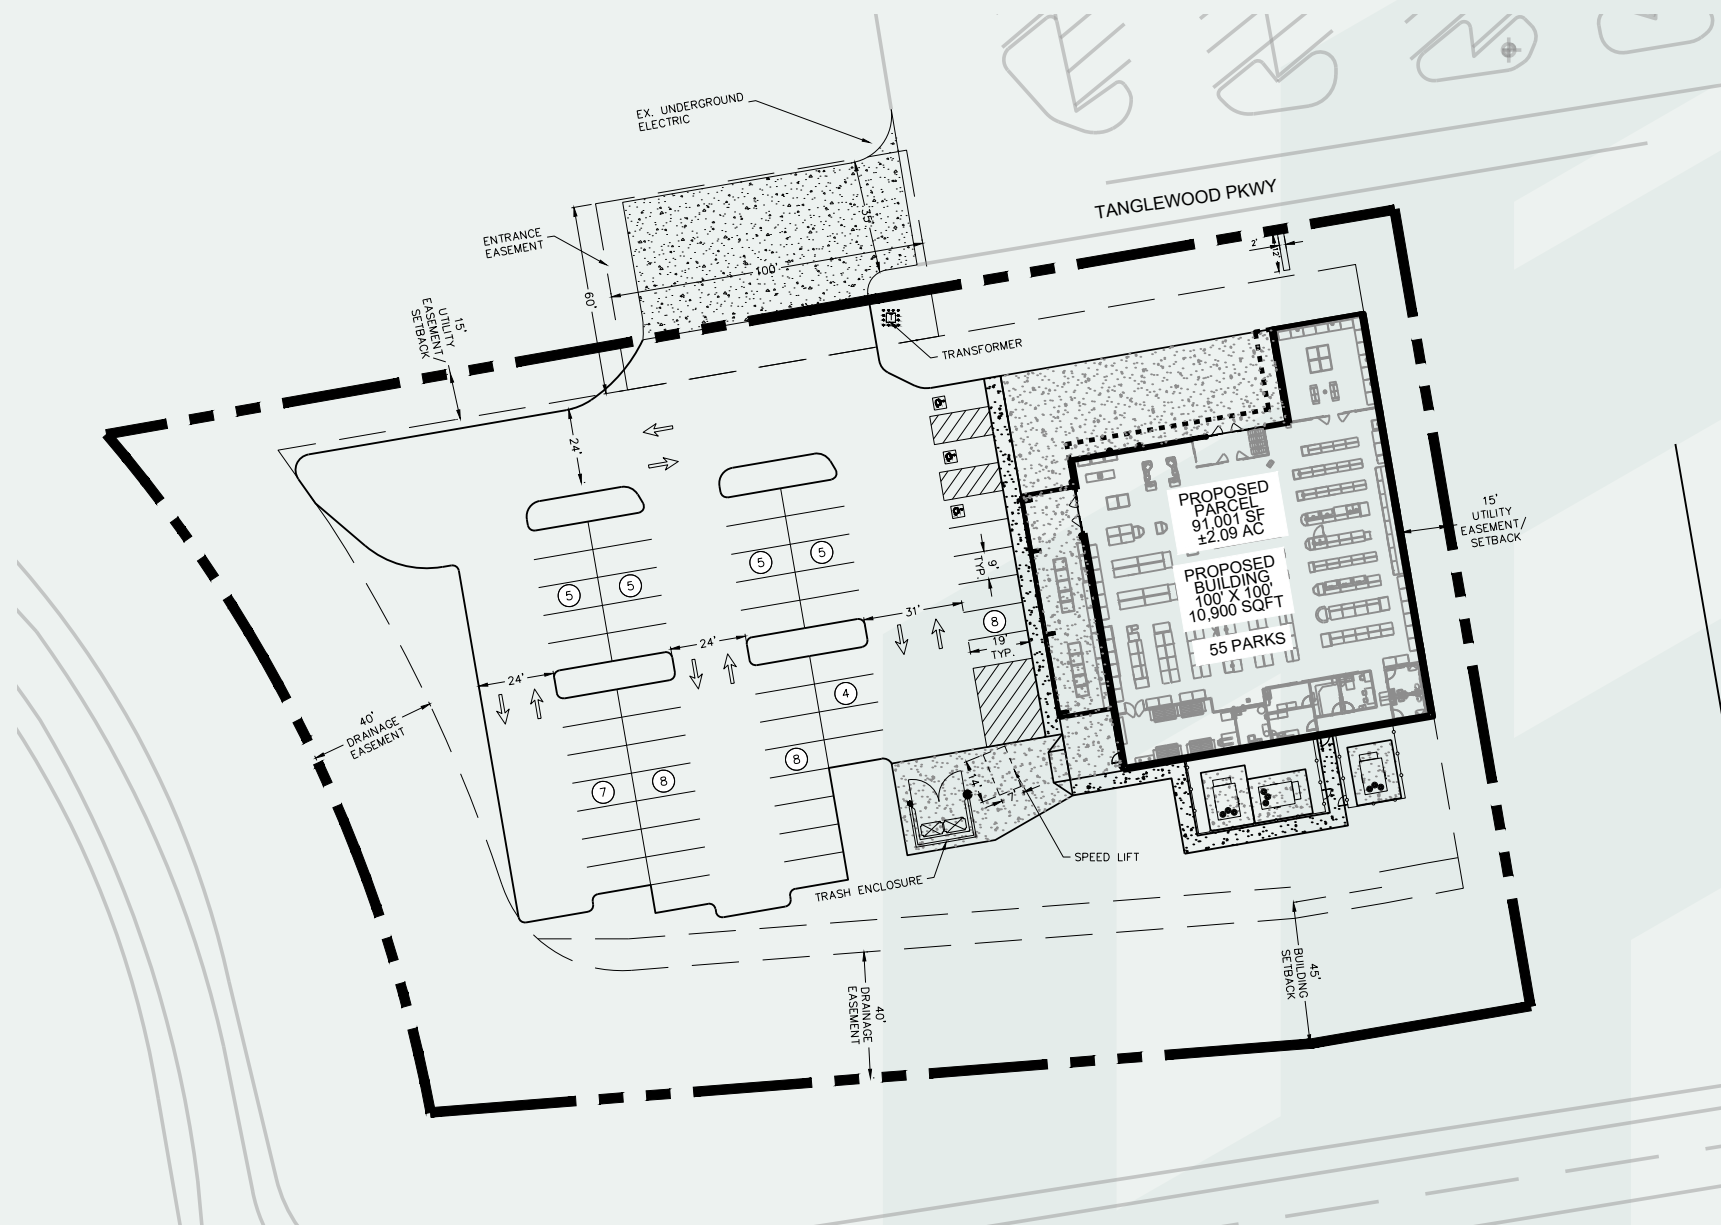 EX. UNDERGROUND
ELECTRIC
TANGLEWOOD PKWY
ENTRANCE
EASEMENT
35'
100'
60'
2'
12'
15'
UTILITY
EASEMENT/
SETBACK
T
TRANSFORMER
24'
PROPOSED
PARCEL
91,001 SF
±2.09 AC
15'
UTILITY
EASEMENT/
SETBACK
5
5
5
5
9'
TYP.
PROPOSED
BUILDING
100' X 100'
10,900 SQFT
55 PARKS
31'
8
19'
TYP.
24'
24'
4
40'
DRAINAGE
EASEMENT
8
8
7
14'
SPEED LIFT
TRASH ENCLOSURE
40'
DRAINAGE
EASEMENT
45'
BUILDING
SETBACK